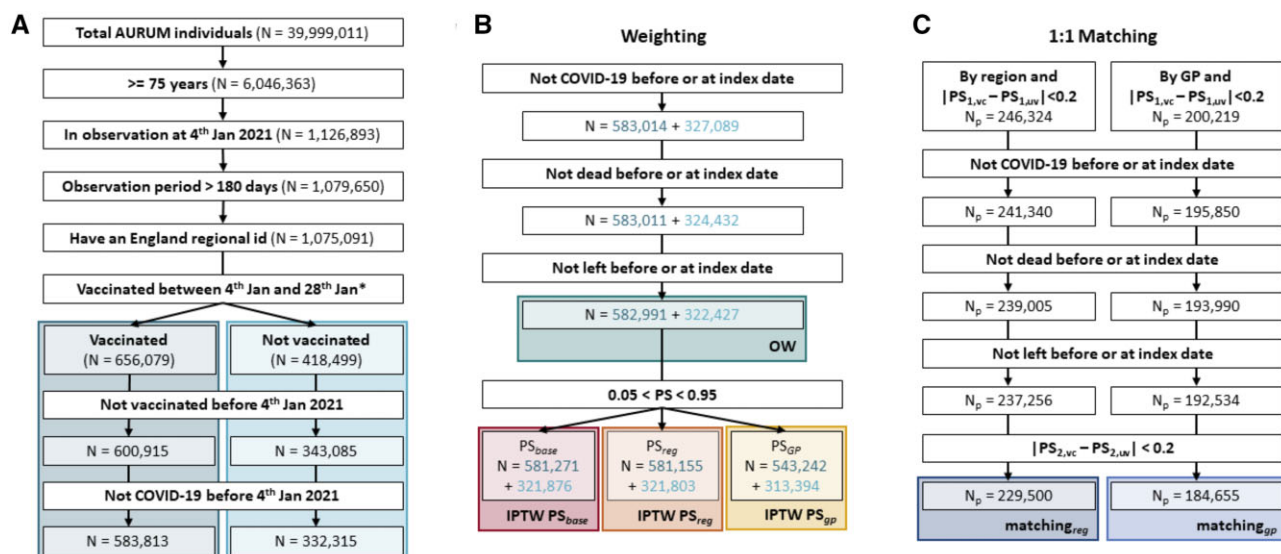 A
Total AURUM individuals (N = 39,999,011)
>= 75 years (N = 6,046,363)
In observation at 4th Jan 2021 (N = 1,126,893)
Observation period > 180 days (N = 1,079,650)
Have an England regional id (N = 1,075,091)
Vaccinated between 4th Jan and 28th Jan*
Vaccinated
(N = 656,079)
Not vaccinated
(N = 418,499)
Not vaccinated before 4th Jan 2021
N = 600,915
N = 343,085
Not COVID-19 before 4th Jan 2021
N = 583,813
N = 332,315
B
Weighting
Not COVID-19 before or at index date
N = 583,014 + 327,089
Not dead before or at index date
N = 583,011 + 324,432
Not left before or at index date
N = 582,991 + 322,427
OW
0.05 < PS < 0.95
PSbase
N = 581,271
+ 321,876
IPTW PSbase
PSreg
N = 581,155
+ 321,803
IPTW PSreg
PSGP
N = 543,242
+ 313,394
IPTW PSgp
C
1:1 Matching
By region and
|PS1,vc – PS1,uv| <0.2
Np = 246,324
By GP and
|PS1,vc – PS1,uv| <0.2
Np = 200,219
Not COVID-19 before or at index date
Np = 241,340
Np = 195,850
Not dead before or at index date
Np = 239,005
Np = 193,990
Not left before or at index date
Np = 237,256
Np = 192,534
|PS2,vc – PS2,uv| < 0.2
Np = 229,500
matchingreg
Np = 184,655
matchinggp